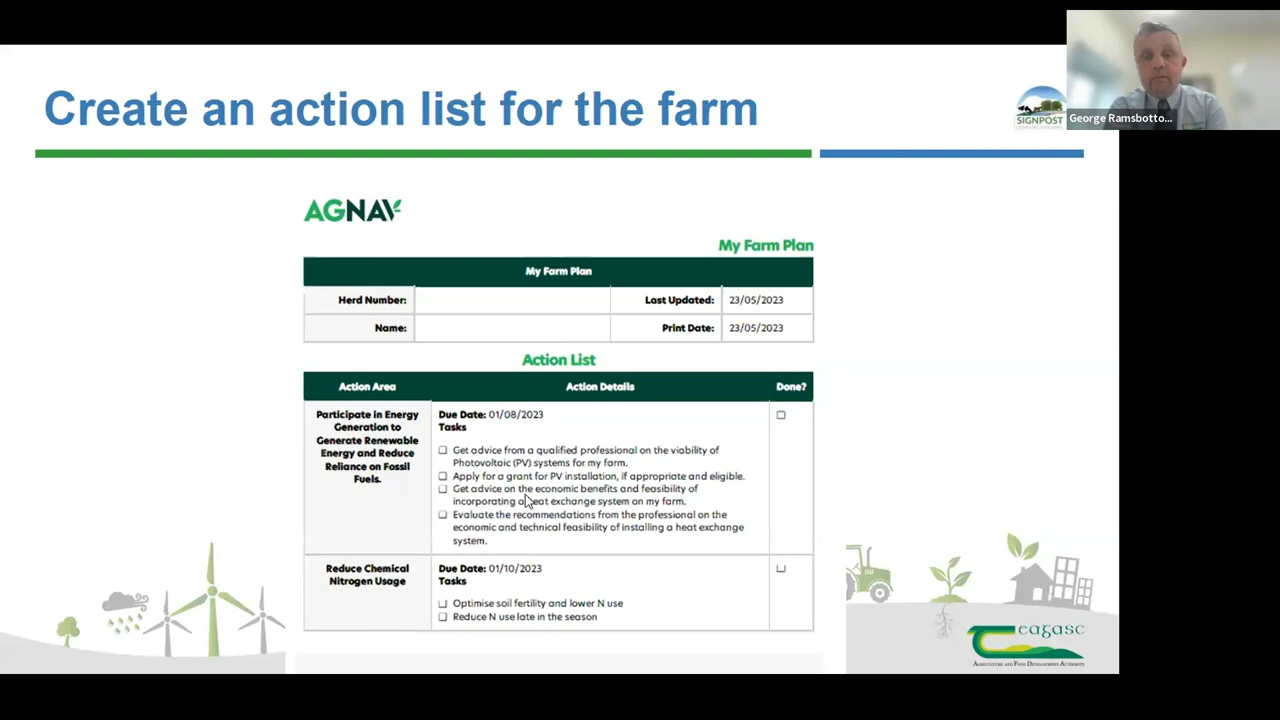 Create an action list for the farm
SIGNPOST
George Ramsbotto...
AGNAV
My Farm Plan
My Farm Plan
Herd Number:
Last Updated: 23/05/2023
Name:
Print Date: 23/05/2023
Action List
Action Area
Action Details
Done?
Participate in Energy
Generation to
Generate Renewable
Energy and Reduce
Reliance on Fossil
Fuels.
Due Date: 01/08/2023
Tasks
Get advice from a qualified professional on the viability of
Photovoltaic (PV) systems for my farm.
Apply for a grant for PV installation, if appropriate and eligible.
Get advice on the economic benefits and feasibility of
incorporating a heat exchange system on my farm.
Evaluate the recommendations from the professional on the
economic and technical feasibility of installing a heat exchange
system.
Reduce Chemical
Nitrogen Usage
Due Date: 01/10/2023
Tasks
Optimise soil fertility and lower N use
Reduce N use late in the season
teagasc
Agriculture and Food Development Authority